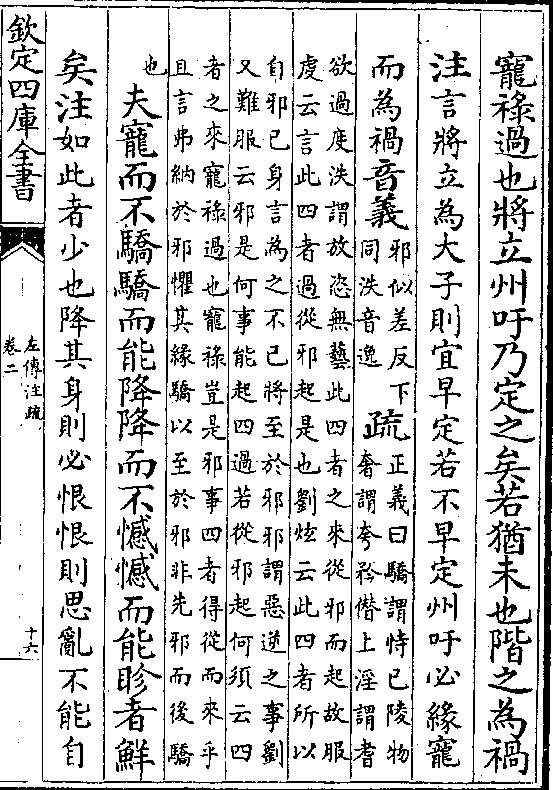 寵祿過也將立州吁乃定之矣若猶未也階之為禍
注言將立為大子則宜早定若不早定州吁必緣寵
而為禍音義
邪似差反下
同泆音逸
疏
正義曰驕謂恃已陵物
奢謂夸矜僭上淫謂耆
欲過度泆謂放恣無藝此四者之來從邪而起故服
虔云言此四者過從邪起是也劉炫云此四者所以
自邪已身言為之不已將至於邪邪謂惡逆之事劉
又難服云邪是何事能起四過若從邪起何須云四
者之來寵祿過也寵祿豈是邪事四者得從而來乎
且言弗納於邪懼其緣驕以至於邪非先邪而後驕
也
夫寵而不驕驕而能降降而不憾憾而能眕者鮮
矣注如此者少也降其身則必恨恨則思亂不能自
欽定四庫全書
左傳注疏
卷二
十六